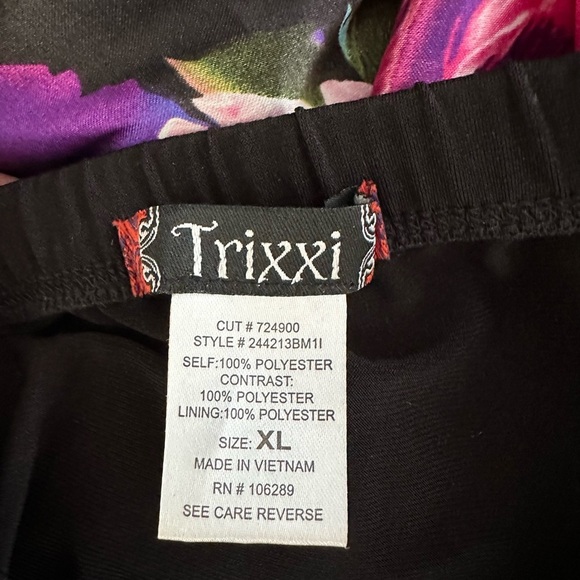 Trixxi
CUT # 724900
STYLE # 244213BM1I
SELF:100% POLYESTER
CONTRAST:
100% POLYESTER
LINING:100% POLYESTER
SIZE: XL
MADE IN VIETNAM
RN # 106289
SEE CARE REVERSE